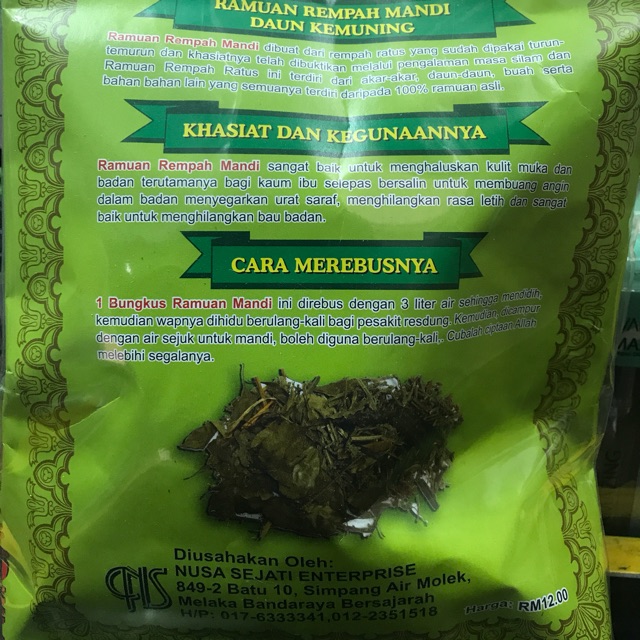 RAMUAN REMPAH MANDI
DAUN KEMUNING
Ramuan Rempah Mandi dibuat dari rempah ratus yang sudah dipakai turun-
temurun dan khasiatnya telah dibuktikan melalui pengalaman masa silam dan
Ramuan Rempah Ratus ini terdiri dari akar-akar, daun-daun, buah serta
bahan bahan lain yang semuanya terdiri daripada 100% ramuan asli.
KHASIAT DAN KEGUNAANNYA
Ramuan Rempah Mandi sangat baik untuk menghaluskan kulit muka dan
badan terutamanya bagi kaum ibu selepas bersalin untuk membuang angin
dalam badan menyegarkan urat saraf, menghilangkan rasa letih dan sangat
baik untuk menghilangkan bau badan.
CARA MEREBUSNYA
1 Bungkus Ramuan Mandi ini direbus dengan 3 liter air sehingga mendidih,
kemudian wapnya dihidu berulang-kali bagi pesakit resdung. Kemudian, dicampur
dengan air sejuk untuk mandi, boleh diguna berulang-kali,. Cubalah ciptaan Allah
melebihi segalanya.
Diusahakan Oleh:
NUSA SEJATI ENTERPRISE
849-2 Batu 10, Simpang Air Molek,
Melaka Bandaraya Bersejarah
H/P: 017-6333341,012-2351518
Harga: RM12.00